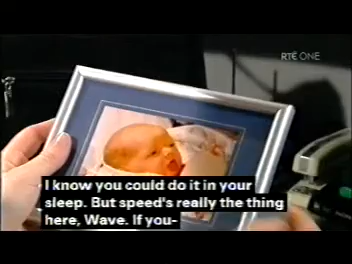 RTÉ ONE
I know you could do it in your
sleep. But speed's really the thing
here, Wave. If you-